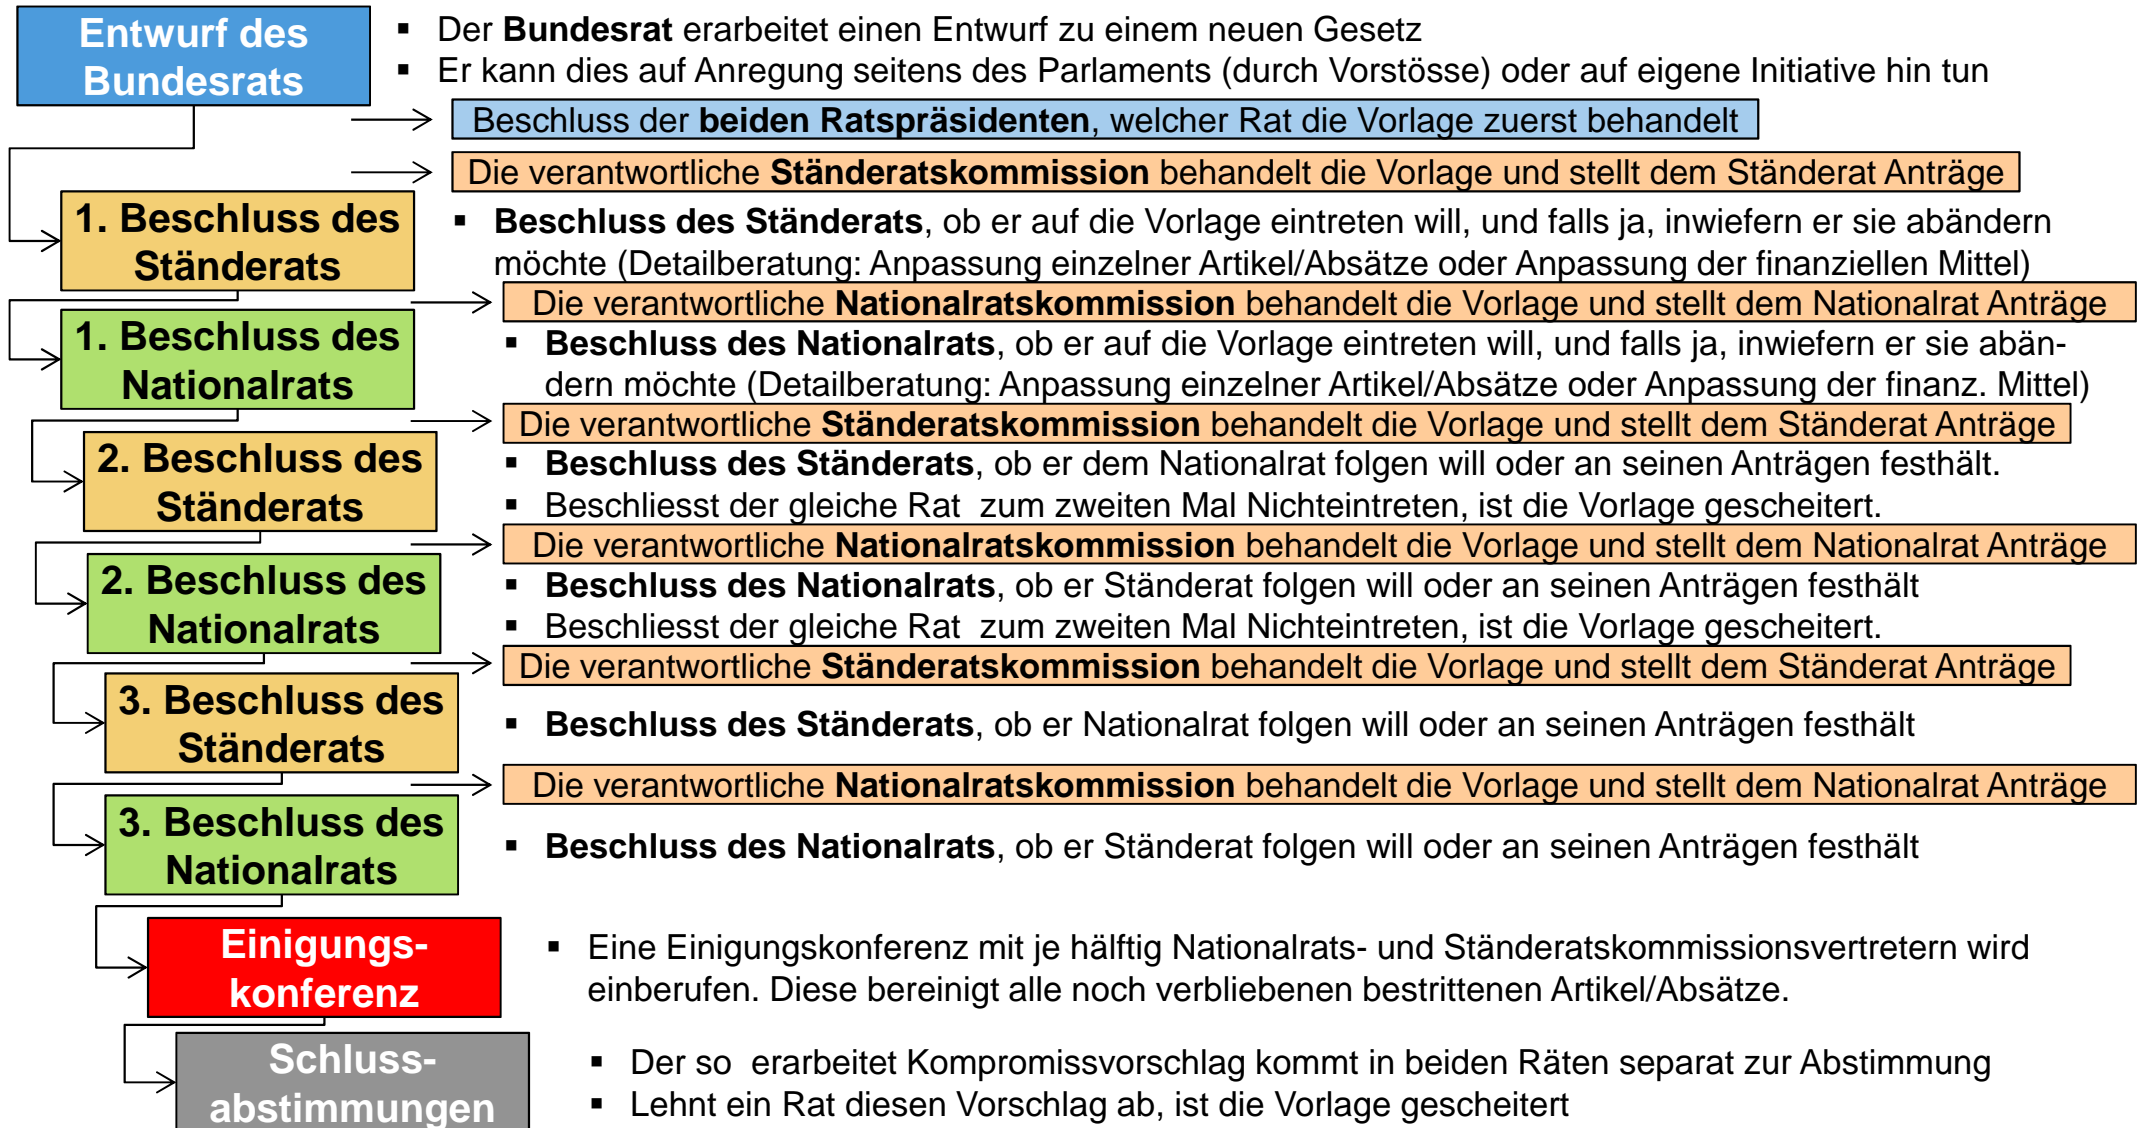 Entwurf des
Bundesrats
▪ Der Bundesrat erarbeitet einen Entwurf zu einem neuen Gesetz
▪ Er kann dies auf Anregung seitens des Parlaments (durch Vorstösse) oder auf eigene Initiative hin tun
Beschluss der beiden Ratspräsidenten, welcher Rat die Vorlage zuerst behandelt
Die verantwortliche Ständeratskommission behandelt die Vorlage und stellt dem Ständerat Anträge
1. Beschluss des
Ständerats
▪ Beschluss des Ständerats, ob er auf die Vorlage eintreten will, und falls ja, inwiefern er sie abändern
möchte (Detailberatung: Anpassung einzelner Artikel/Absätze oder Anpassung der finanziellen Mittel)
Die verantwortliche Nationalratskommission behandelt die Vorlage und stellt dem Nationalrat Anträge
1. Beschluss des
Nationalrats
▪ Beschluss des Nationalrats, ob er auf die Vorlage eintreten will, und falls ja, inwiefern er sie abän-
dern möchte (Detailberatung: Anpassung einzelner Artikel/Absätze oder Anpassung der finanz. Mittel)
Die verantwortliche Ständeratskommission behandelt die Vorlage und stellt dem Ständerat Anträge
2. Beschluss des
Ständerats
▪ Beschluss des Ständerats, ob er dem Nationalrat folgen will oder an seinen Anträgen festhält.
▪ Beschliesst der gleiche Rat  zum zweiten Mal Nichteintreten, ist die Vorlage gescheitert.
Die verantwortliche Nationalratskommission behandelt die Vorlage und stellt dem Nationalrat Anträge
2. Beschluss des
Nationalrats
▪ Beschluss des Nationalrats, ob er Ständerat folgen will oder an seinen Anträgen festhält
▪ Beschliesst der gleiche Rat  zum zweiten Mal Nichteintreten, ist die Vorlage gescheitert.
Die verantwortliche Ständeratskommission behandelt die Vorlage und stellt dem Ständerat Anträge
3. Beschluss des
Ständerats
▪ Beschluss des Ständerats, ob er Nationalrat folgen will oder an seinen Anträgen festhält
Die verantwortliche Nationalratskommission behandelt die Vorlage und stellt dem Nationalrat Anträge
3. Beschluss des
Nationalrats
▪ Beschluss des Nationalrats, ob er Ständerat folgen will oder an seinen Anträgen festhält
Einigungs-
konferenz
▪ Eine Einigungskonferenz mit je hälftig Nationalrats- und Ständeratskommissionsvertretern wird
einberufen. Diese bereinigt alle noch verbliebenen bestrittenen Artikel/Absätze.
Schluss-
abstimmungen
▪ Der so  erarbeitet Kompromissvorschlag kommt in beiden Räten separat zur Abstimmung
▪ Lehnt ein Rat diesen Vorschlag ab, ist die Vorlage gescheitert